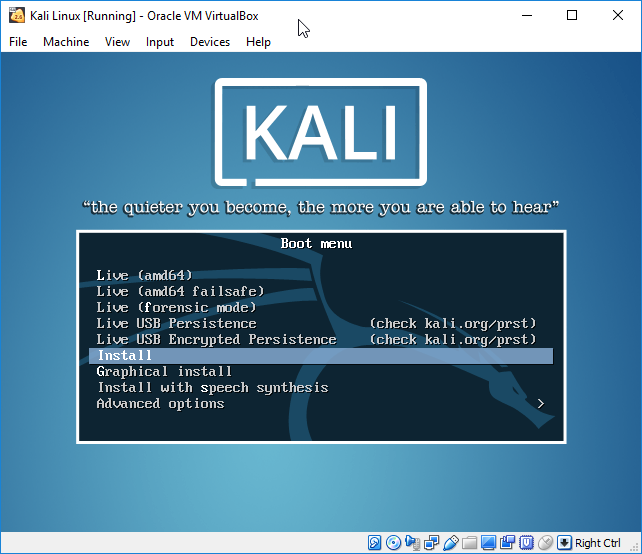 Kali Linux [Running] - Oracle VM VirtualBox
File Machine View Input Devices Help
KALI
“the quieter you become, the more you are able to hear”
Boot menu
Live (amd64)
Live (amd64 failsafe)
Live (forensic mode)
Live USB Persistence (check kali.org/prst)
Live USB Encrypted Persistence (check kali.org/prst)
Install
Graphical install
Install with speech synthesis
Advanced options >
Right Ctrl